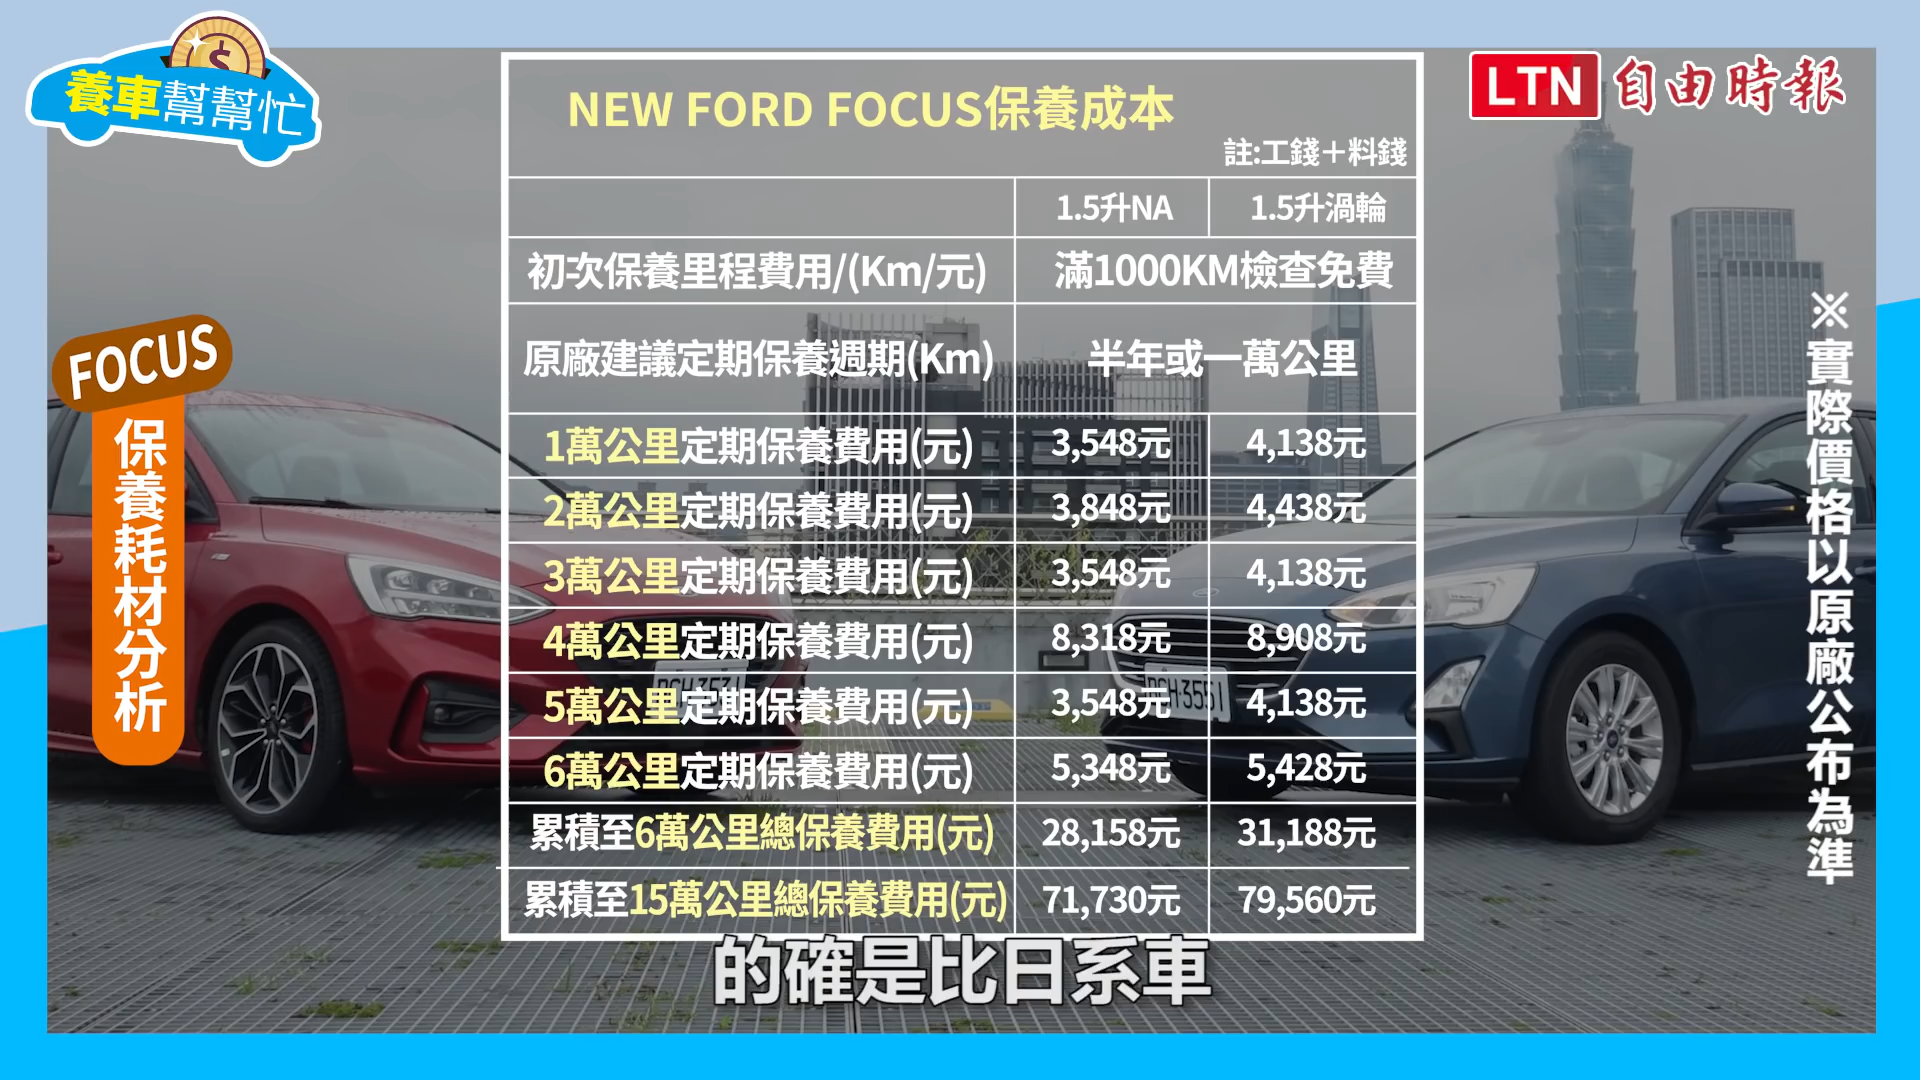 養車幫幫忙
LTN 自由時報
FOCUS
保養耗材分析
NEW FORD FOCUS保養成本
註:工錢＋料錢
1.5升NA 1.5升渦輪
初次保養里程費用/(Km/元) 滿1000KM檢查免費
原廠建議定期保養週期(Km) 半年或一萬公里
1萬公里定期保養費用(元) 3,548元 4,138元
2萬公里定期保養費用(元) 3,848元 4,438元
3萬公里定期保養費用(元) 3,548元 4,138元
4萬公里定期保養費用(元) 8,318元 8,908元
5萬公里定期保養費用(元) 3,548元 4,138元
6萬公里定期保養費用(元) 5,348元 5,428元
累積至6萬公里總保養費用(元) 28,158元 31,188元
累積至15萬公里總保養費用(元) 71,730元 79,560元
※實際價格以原廠公布為準
的確是比日系車